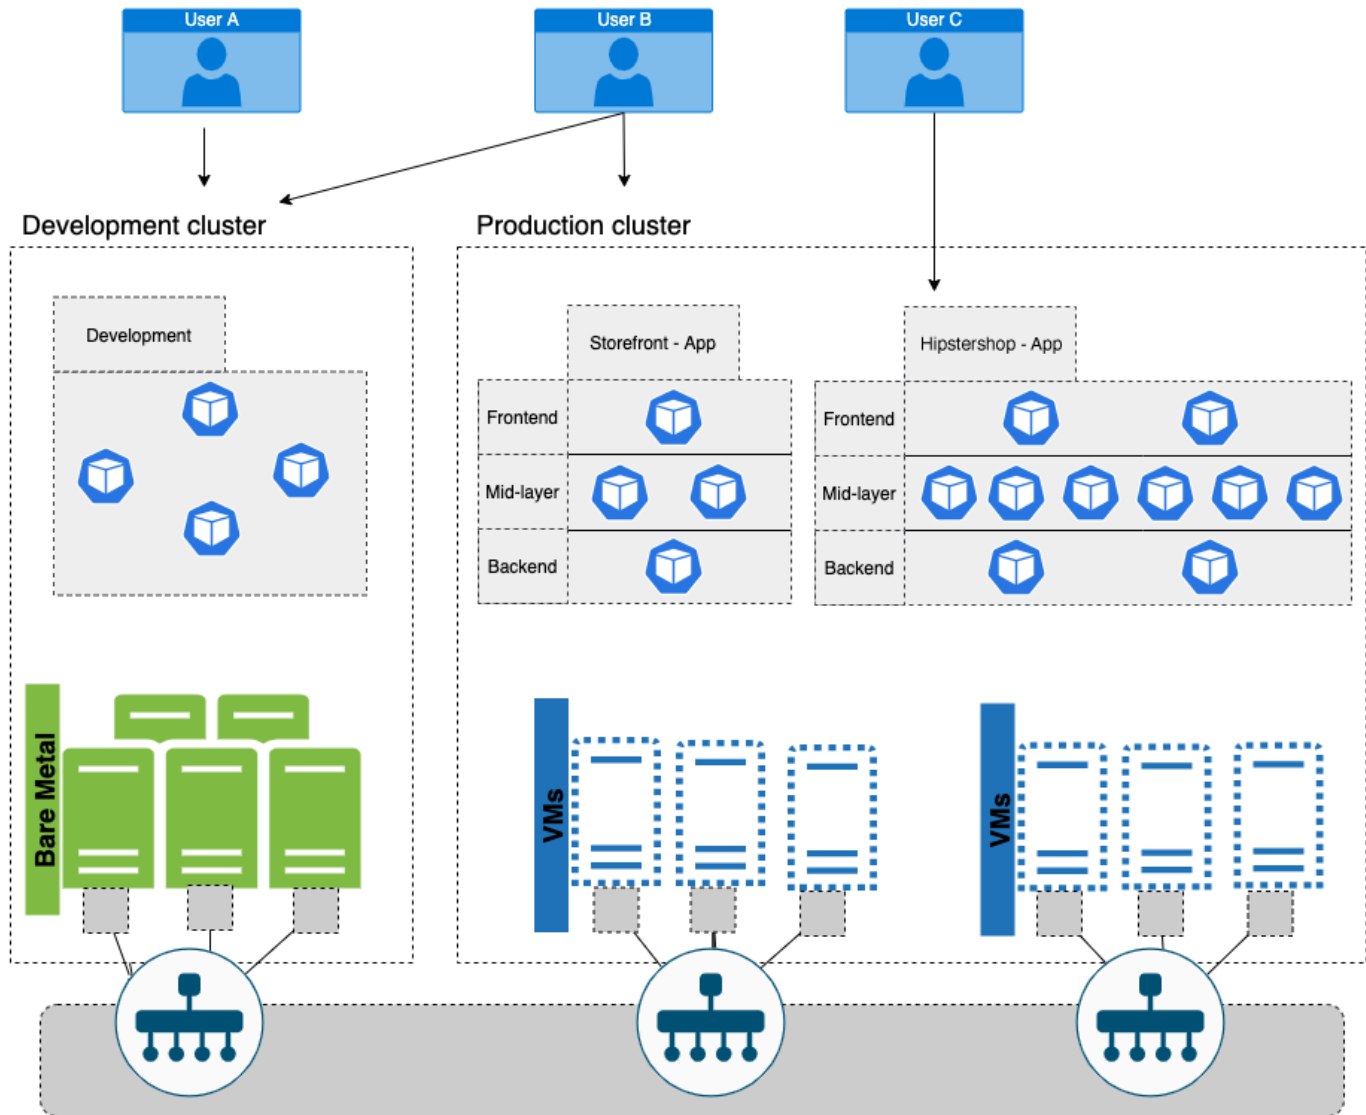 User A
User B
User C
Development cluster
Production cluster
Development
Storefront - App
Hipstershop - App
Frontend
Mid-layer
Backend
Frontend
Mid-layer
Backend
Bare Metal
VMs
VMs